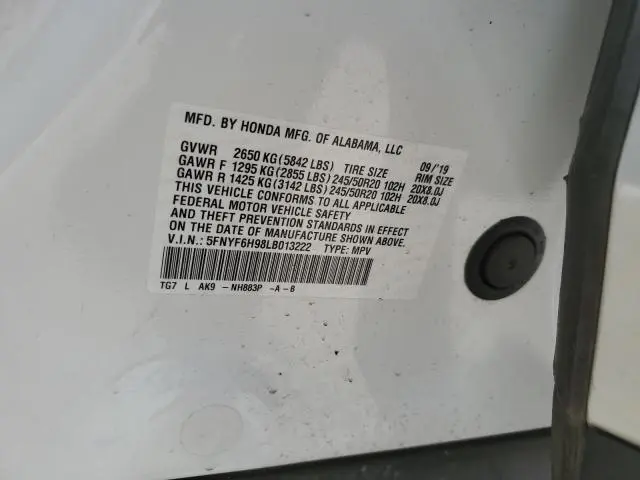 MFD. BY HONDA MFG. OF ALABAMA, LLC
09/'19
GVWR 2650 KG(5842 LBS) TIRE SIZE RIM SIZE
GAWR F 1295 KG(2855 LBS)245/50R20 102H 20X8.0J
GAWR R 1425 KG(3142 LBS)245/50R20 102H 20X8.0J
THIS VEHICLE CONFORMS TO ALL APPLICABLE
FEDERAL MOTOR VEHICLE SAFETY
AND THEFT PREVENTION STANDARDS IN EFFECT
ON THE DATE OF MANUFACTURE SHOWN ABOVE.
V.I.N.: 5FNYF6H98LB013222 TYPE: MPV
TG7 L AK9 -NH883P -A-B